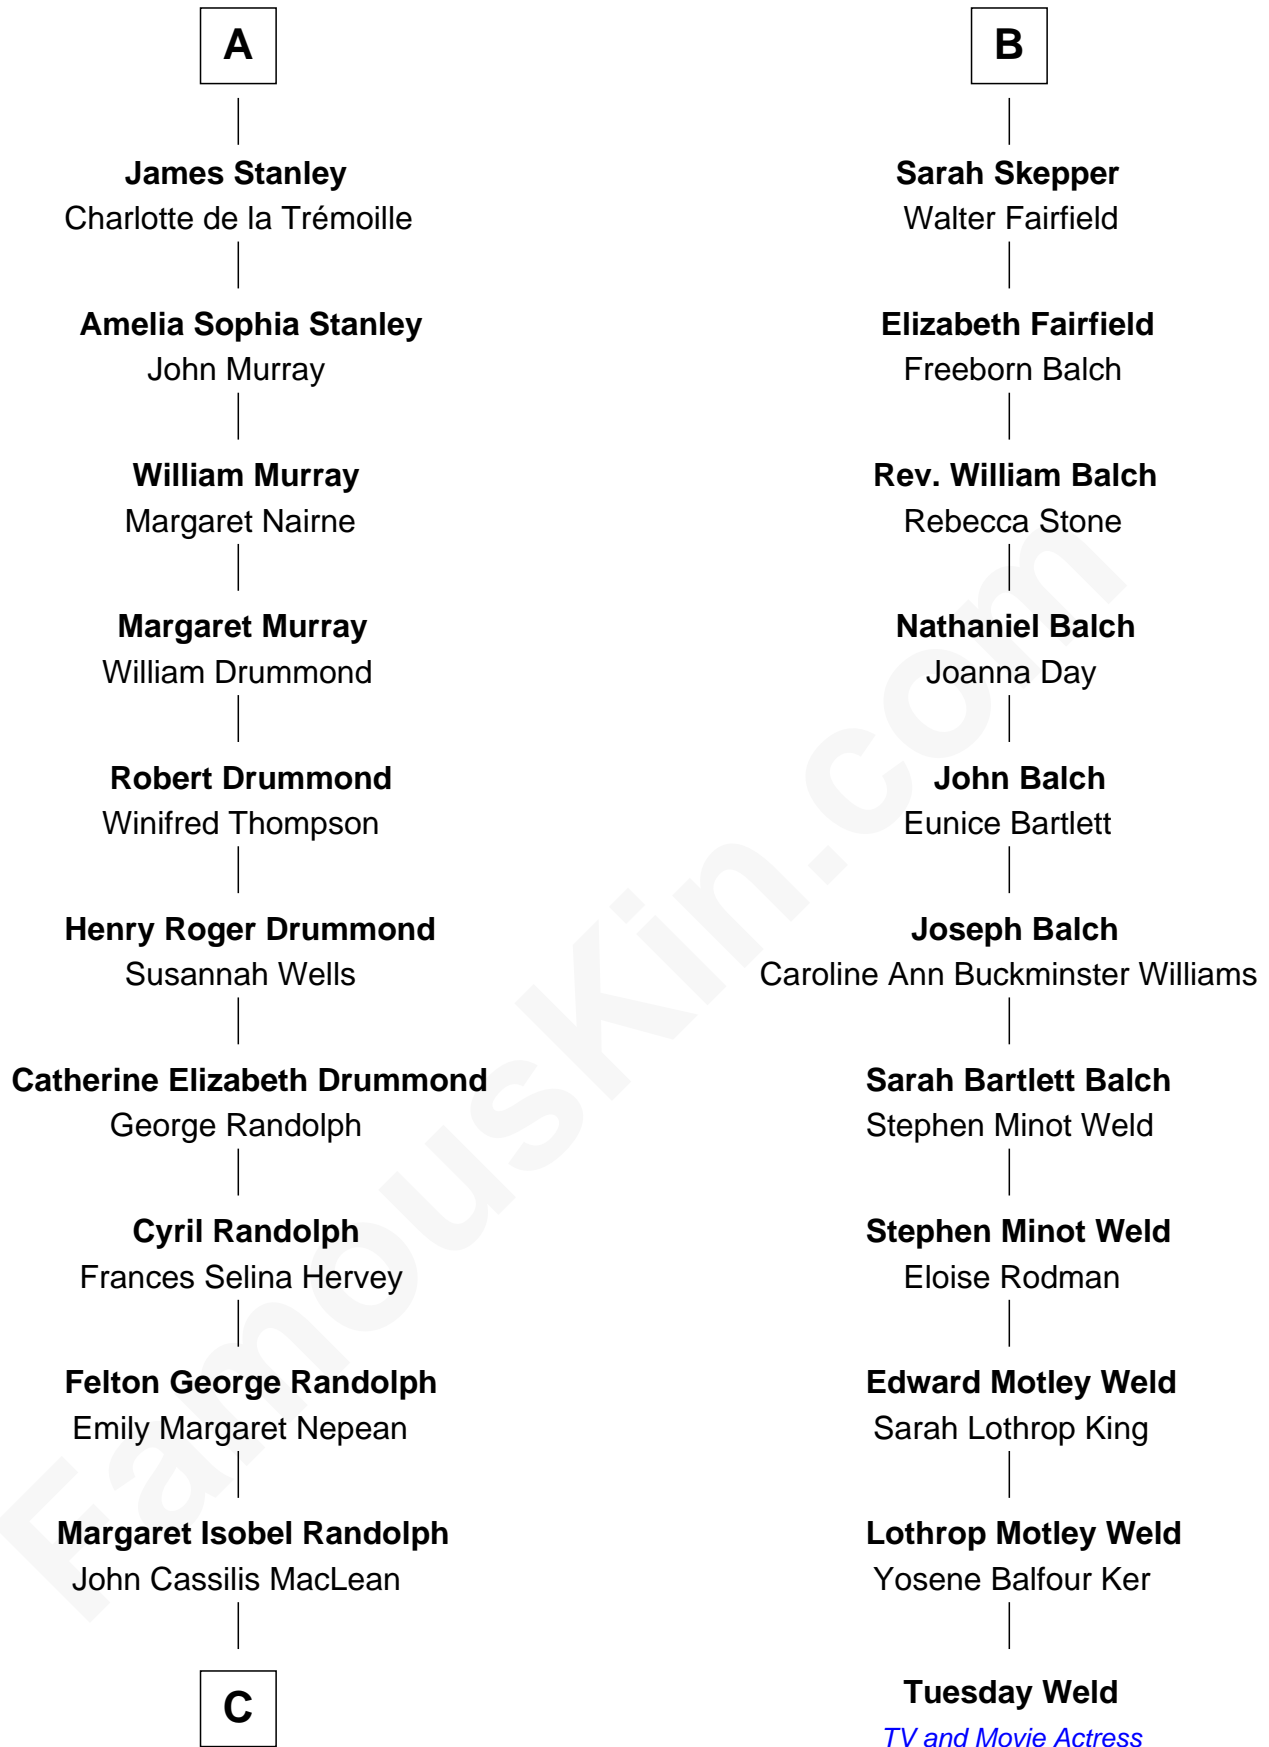 A
James Stanley
Charlotte de la Trémoille
Amelia Sophia Stanley
John Murray
William Murray
Margaret Nairne
Margaret Murray
William Drummond
Robert Drummond
Winifred Thompson
Henry Roger Drummond
Susannah Wells
Catherine Elizabeth Drummond
George Randolph
Cyril Randolph
Frances Selina Hervey
Felton George Randolph
Emily Margaret Nepean
Margaret Isobel Randolph
John Cassilis MacLean
C
B
Sarah Skepper
Walter Fairfield
Elizabeth Fairfield
Freeborn Balch
Rev. William Balch
Rebecca Stone
Nathaniel Balch
Joanna Day
John Balch
Eunice Bartlett
Joseph Balch
Caroline Ann Buckminster Williams
Sarah Bartlett Balch
Stephen Minot Weld
Stephen Minot Weld
Eloise Rodman
Edward Motley Weld
Sarah Lothrop King
Lothrop Motley Weld
Yosene Balfour Ker
Tuesday Weld
TV and Movie Actress
FamousKin.com